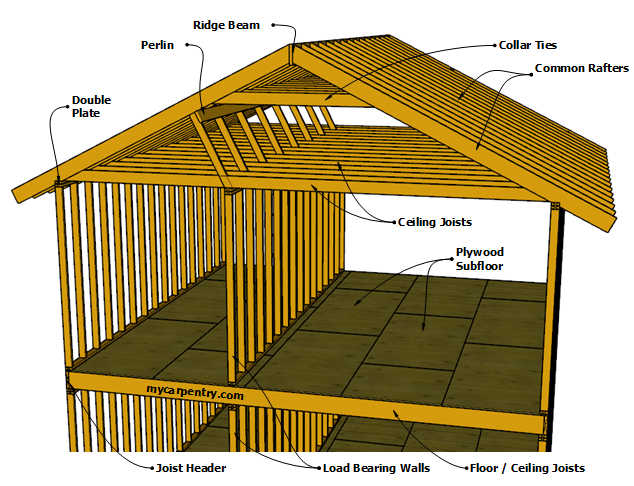 Ridge Beam
Perlin
Collar Ties
Common Rafters
Double
Plate
Ceiling Joists
Plywood
Subfloor
mycarpentry.com
Joist Header
Load Bearing Walls
Floor / Ceiling Joists